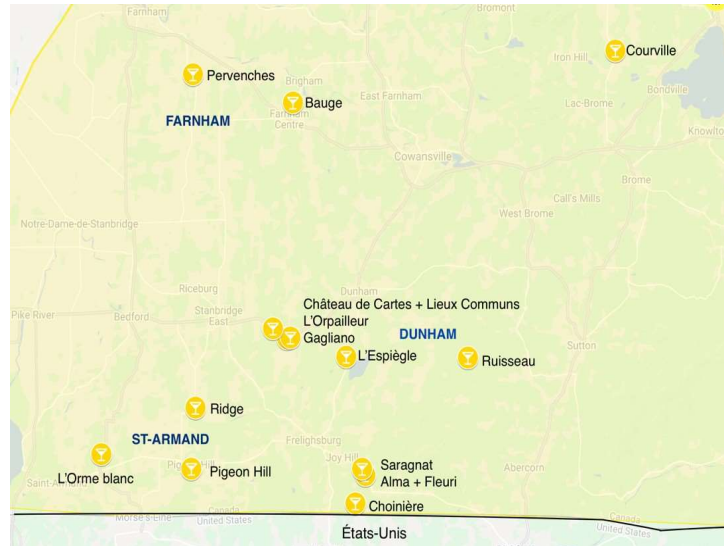 Farnham
Bromont
Courville
Iron Hill
Pervenches
Brigham
Bondville
East Farnham
Bauge
Lac-Brome
Farnham
Centre
FARNHAM
Knowlton
Cowansville
Brome
Call's Mills
West Brome
Notre-Dame-de-Stanbridge
Riceburg
Dunham
Château de Cartes + Lieux Communs
Pike River
Bedford
Stanbridge
East
L'Orpailleur
DUNHAM
Gagliano
Sutton
L'Espiègle
Ruisseau
Ridge
ST-ARMAND
Frelighsburg
Joy Hill
Pigeon Hill
Saragnat
Abercorn
L'Orme blanc
Pigeon Hill
Saint-Armand
Alma + Fleuri
Choinière
Morse's Line
Canada
United States
Canada
United States
États-Unis